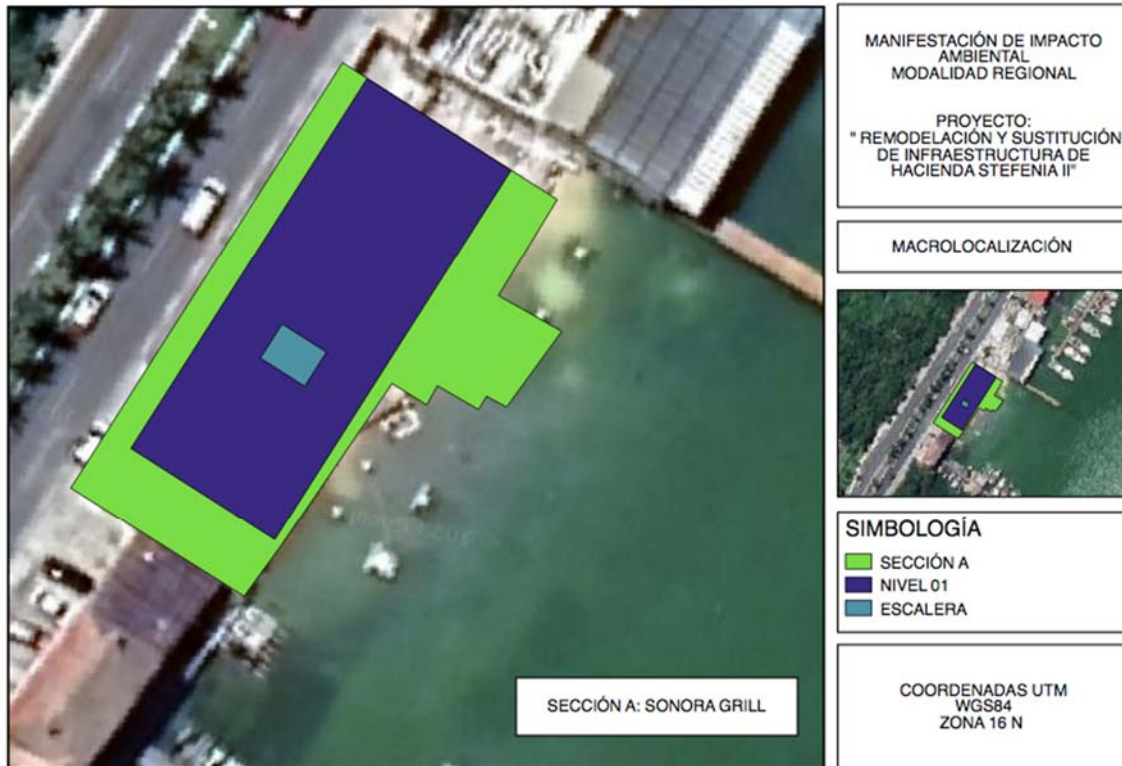 MANIFESTACIÓN DE IMPACTO
AMBIENTAL
MODALIDAD REGIONAL
PROYECTO:
" REMODELACIÓN Y SUSTITUCIÓN
DE INFRAESTRUCTURA DE
HACIENDA STEFENIA II"
MACROLOCALIZACIÓN
SIMBOLOGÍA
SECCIÓN A
NIVEL 01
ESCALERA
COORDENADAS UTM
WGS84
ZONA 16 N
SECCIÓN A: SONORA GRILL